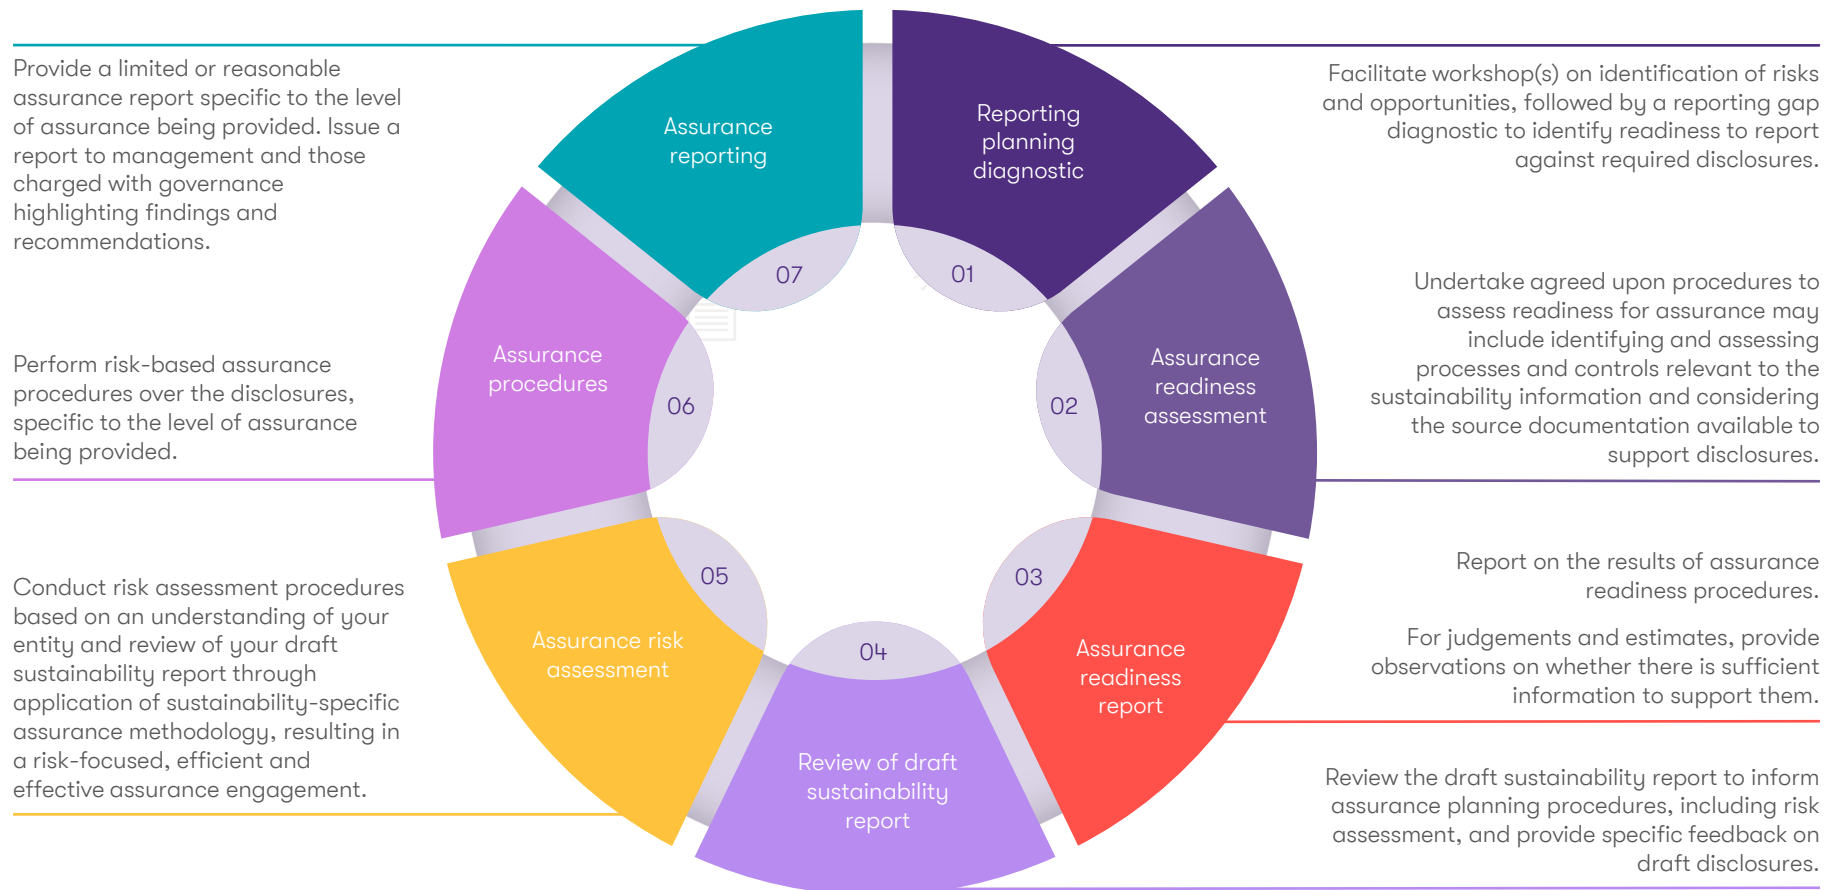 Reporting
planning
diagnostic
01
Facilitate workshop(s) on identification of risks
and opportunities, followed by a reporting gap
diagnostic to identify readiness to report
against required disclosures.
Assurance
readiness
assessment
02
Undertake agreed upon procedures to
assess readiness for assurance may
include identifying and assessing
processes and controls relevant to the
sustainability information and considering
the source documentation available to
support disclosures.
Assurance
readiness
report
03
Report on the results of assurance
readiness procedures.
For judgements and estimates, provide
observations on whether there is sufficient
information to support them.
04
Review of draft
sustainability
report
Review the draft sustainability report to inform
assurance planning procedures, including risk
assessment, and provide specific feedback on
draft disclosures.
05
Assurance risk
assessment
Conduct risk assessment procedures
based on an understanding of your
entity and review of your draft
sustainability report through
application of sustainability-specific
assurance methodology, resulting in
a risk-focused, efficient and
effective assurance engagement.
Assurance
procedures
06
Perform risk-based assurance
procedures over the disclosures,
specific to the level of assurance
being provided.
Assurance
reporting
07
Provide a limited or reasonable
assurance report specific to the level
of assurance being provided. Issue a
report to management and those
charged with governance
highlighting findings and
recommendations.